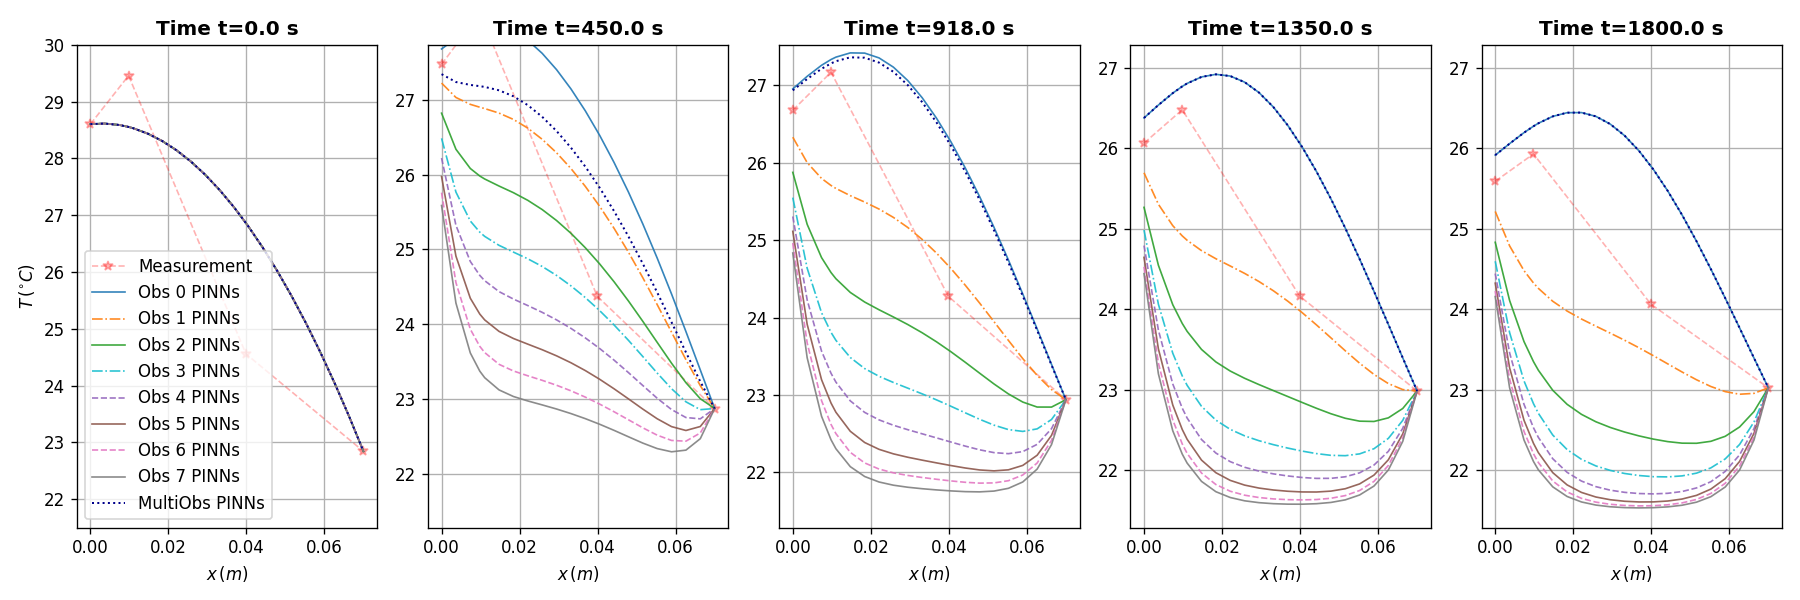 Time t=0.0 s
Time t=450.0 s
Time t=918.0 s
Time t=1350.0 s
Time t=1800.0 s
T (°C)
30
29
28
27
26
25
24
23
22
Measurement
Obs 0 PINNs
Obs 1 PINNs
Obs 2 PINNs
Obs 3 PINNs
Obs 4 PINNs
Obs 5 PINNs
Obs 6 PINNs
Obs 7 PINNs
MultiObs PINNs
0.00 0.02 0.04 0.06
x (m)
27
26
25
24
23
22
0.00 0.02 0.04 0.06
x (m)
27
26
25
24
23
22
0.00 0.02 0.04 0.06
x (m)
27
26
25
24
23
22
0.00 0.02 0.04 0.06
x (m)
27
26
25
24
23
22
0.00 0.02 0.04 0.06
x (m)